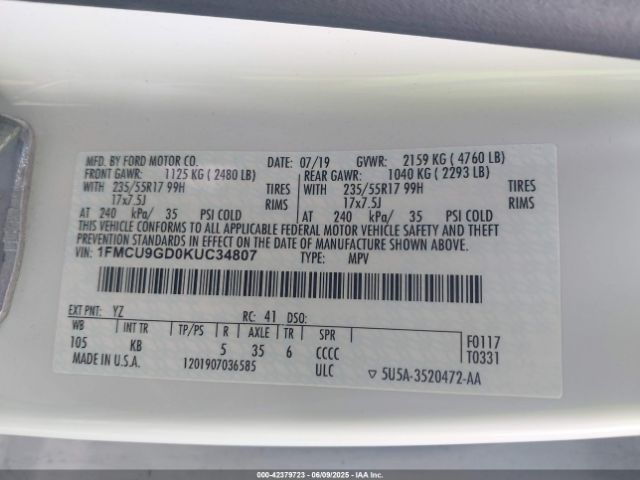 MFD. BY FORD MOTOR CO. DATE: 07/19 GVWR: 2159 KG ( 4760 LB)
FRONT GAWR: 1125 KG ( 2480 LB) REAR GAWR: 1040 KG ( 2293 LB)
WITH 235/55R17 99H TIRES WITH 235/55R17 99H TIRES
17x7.5J RIMS 17x7.5J RIMS
AT 240 kPa/ 35 PSI COLD AT 240 kPa/ 35 PSI COLD
THIS VEHICLE CONFORMS TO ALL APPLICABLE FEDERAL MOTOR VEHICLE SAFETY AND THEFT
PREVENTION STANDARDS IN EFFECT ON THE DATE OF MANUFACTURE SHOWN ABOVE.
VIN: 1FMCU9GD0KUC34807 TYPE: MPV
EXT PNT: YZ RC: 41 DSO:
WB INT TR TP/PS R AXLE TR SPR F0117
105 KB 5 35 6 CCCC T0331
MADE IN U.S.A. 1201907036585 ULC ▽ 5U5A-3520472-AA
000-42379723 - 06/09/2025 - IAAI.COM